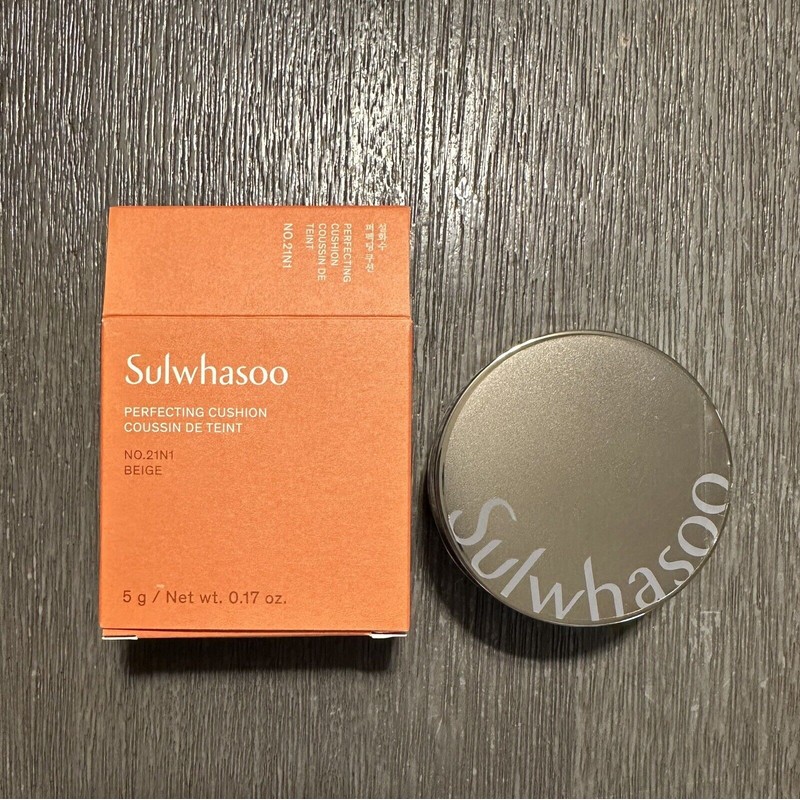 설화수
퍼펙팅 쿠션
PERFECTING
CUSHION
COUSSIN DE
TEINT
NO.21N1
Sulwhasoo
PERFECTING CUSHION
COUSSIN DE TEINT
NO.21N1
BEIGE
5 g / Net wt. 0.17 oz.
Sulwhasoo